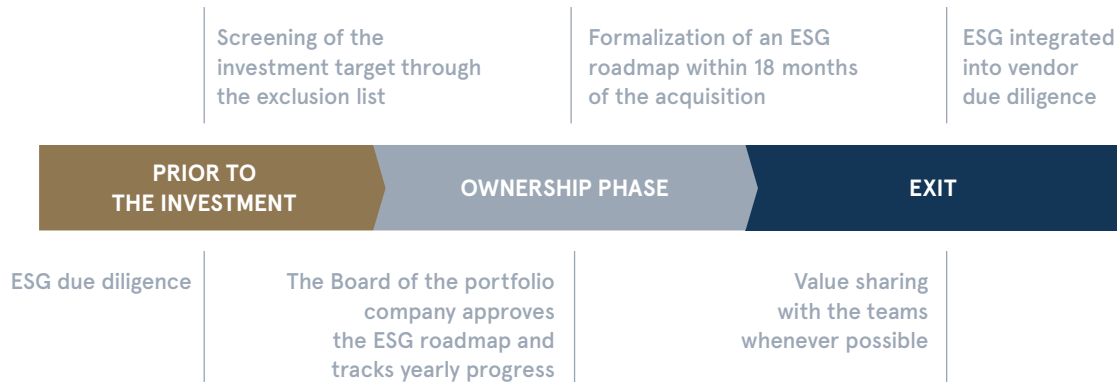 Screening of the
investment target through
the exclusion list
Formalization of an ESG
roadmap within 18 months
of the acquisition
ESG integrated
into vendor
due diligence
PRIOR TO
THE INVESTMENT
OWNERSHIP PHASE
EXIT
ESG due diligence
The Board of the portfolio
company approves
the ESG roadmap and
tracks yearly progress
Value sharing
with the teams
whenever possible